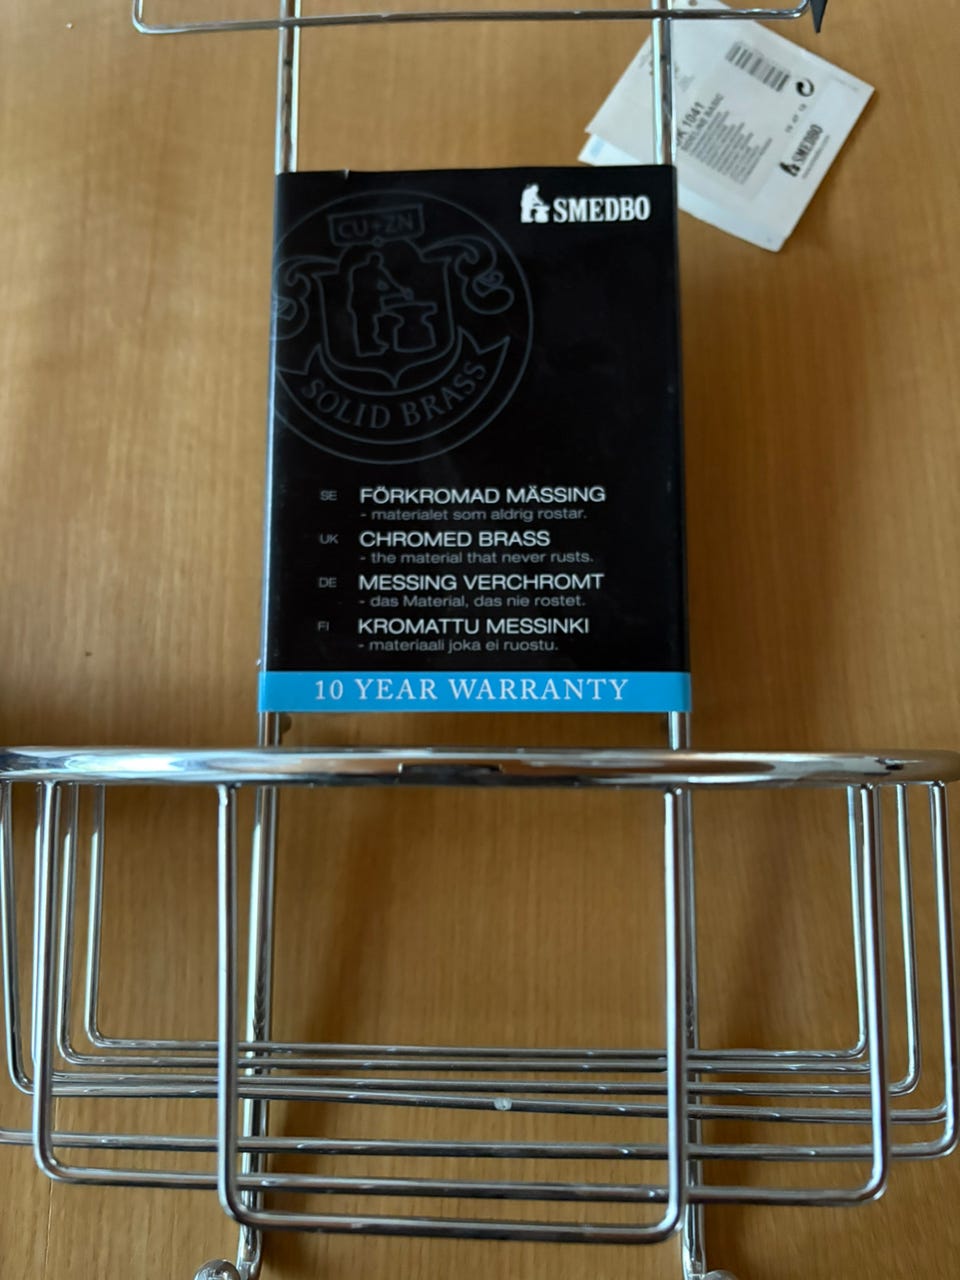 SMEDBO
CU+ZN
SOLID BRASS
SE FÖRKROMAD MÄSSING
- materialet som aldrig rostar.
UK CHROMED BRASS
- the material that never rusts.
DE MESSING VERCHROMT
- das Material, das nie rostet.
FI KROMATTU MESSINKI
- materiaali joka ei ruostu.
10 YEAR WARRANTY
1041
SMEDBO